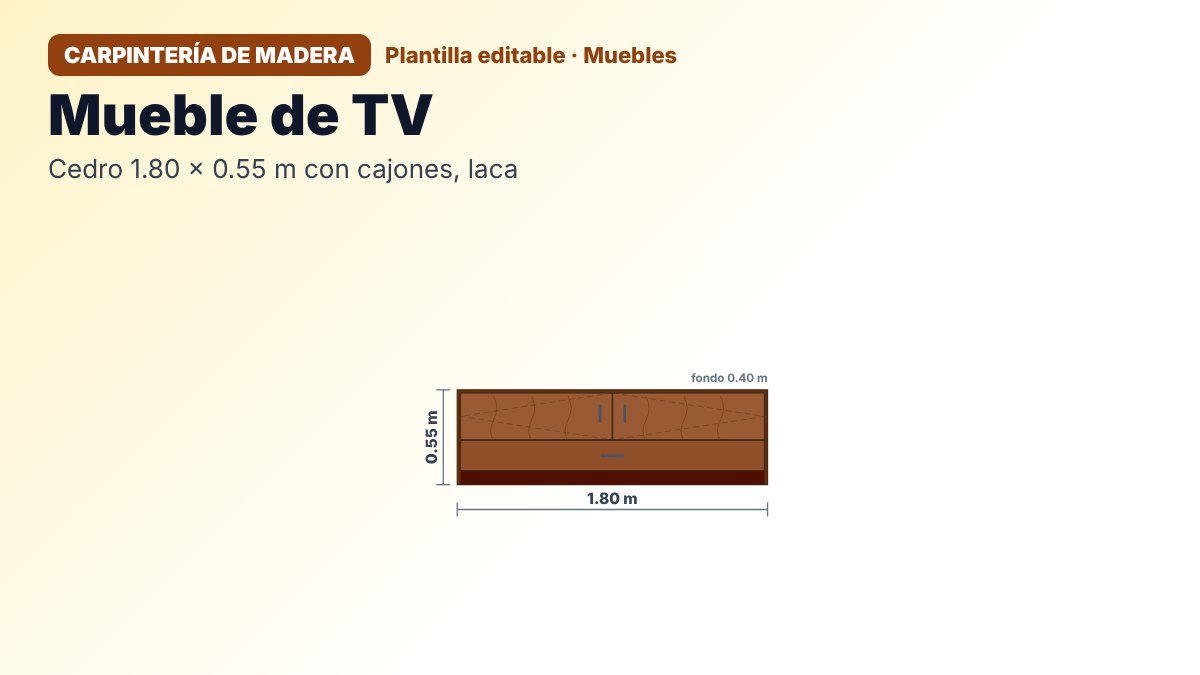 CARPINTERÍA DE MADERA Plantilla editable · Muebles
Mueble de TV
Cedro 1.80 × 0.55 m con cajones, laca
fondo 0.40 m
0.55 m
1.80 m